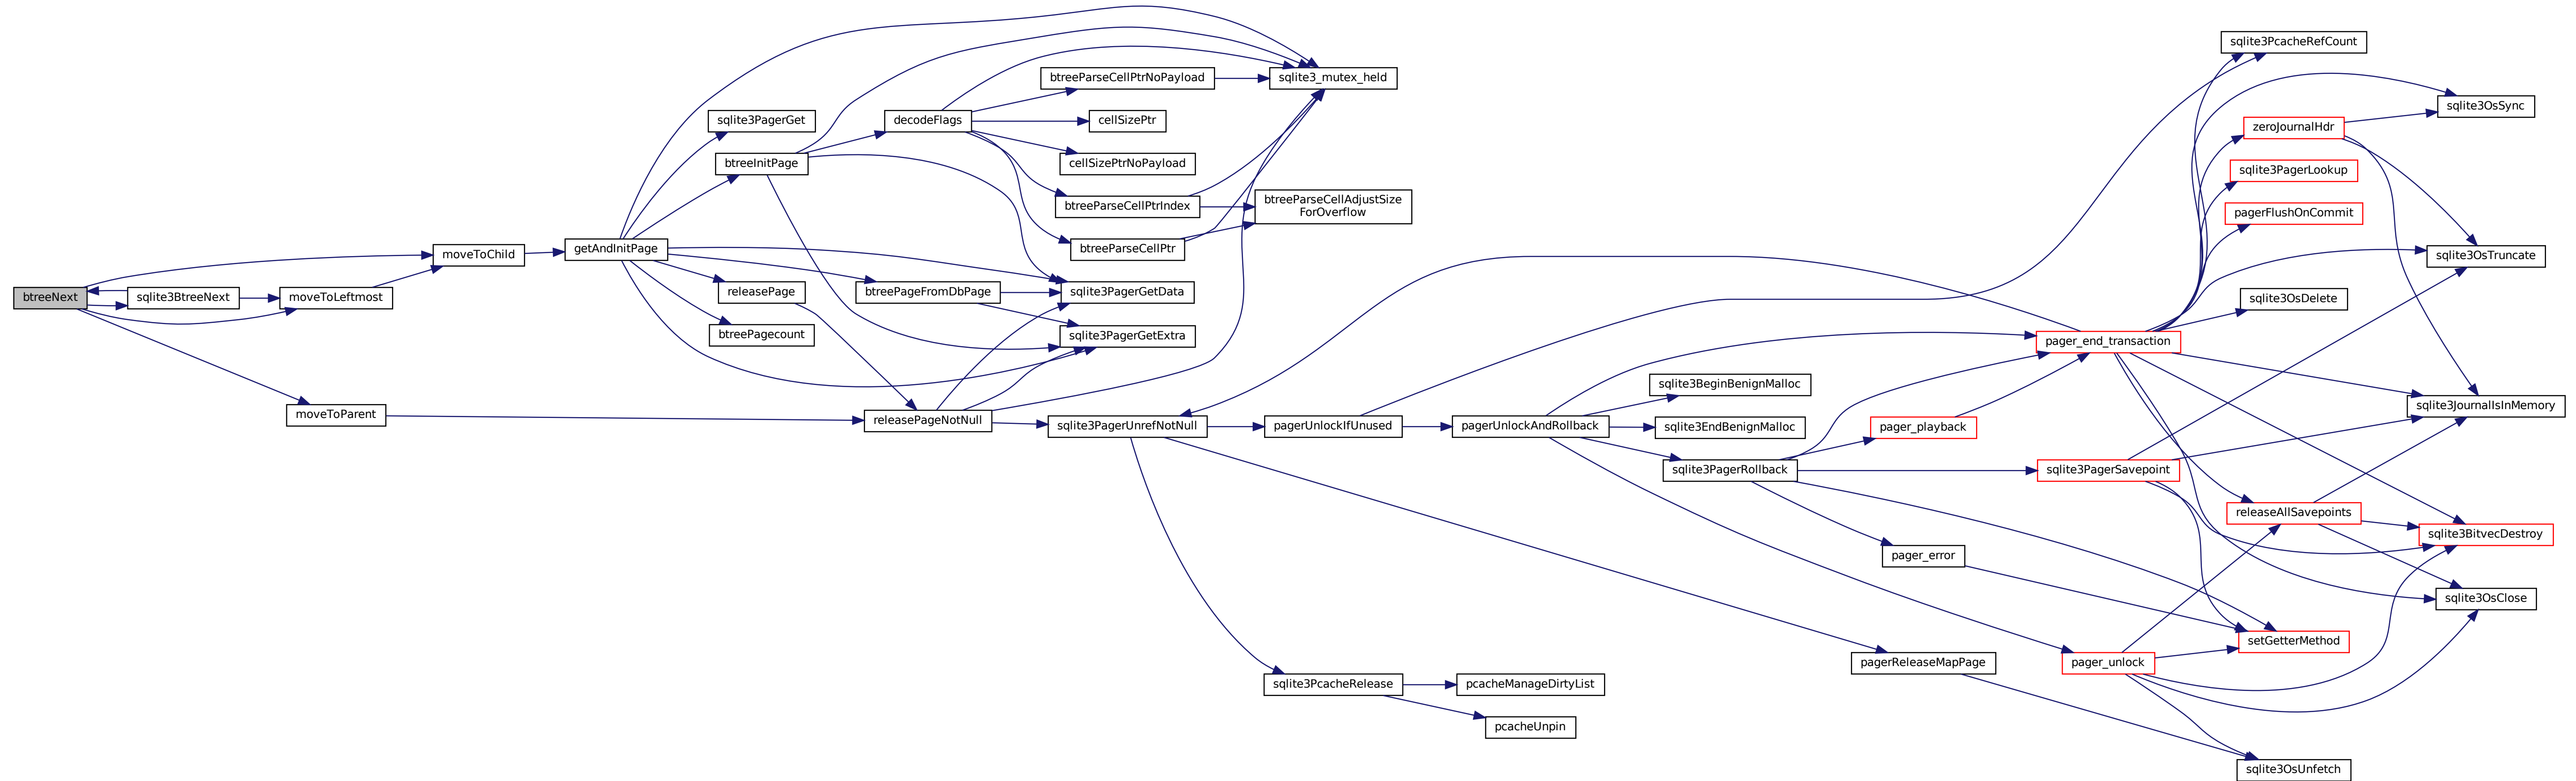 sqlite3PcacheRefCount
btreeParseCellPtrNoPayload
sqlite3_mutex_held
sqlite3OsSync
sqlite3PagerGet
decodeFlags
cellSizePtr
zeroJournalHdr
btreeInitPage
cellSizePtrNoPayload
sqlite3PagerLookup
btreeParseCellPtrIndex
btreeParseCellAdjustSize
ForOverflow
pagerFlushOnCommit
getAndInitPage
btreeParseCellPtr
moveToChild
sqlite3OsTruncate
btreeNext
sqlite3BtreeNext
moveToLeftmost
releasePage
btreePageFromDbPage
sqlite3PagerGetData
sqlite3OsDelete
btreePagecount
sqlite3PagerGetExtra
pager_end_transaction
sqlite3BeginBenignMalloc
sqlite3JournalIsInMemory
moveToParent
releasePageNotNull
sqlite3PagerUnrefNotNull
pagerUnlockIfUnused
pagerUnlockAndRollback
sqlite3EndBenignMalloc
pager_playback
sqlite3PagerRollback
sqlite3PagerSavepoint
releaseAllSavepoints
sqlite3BitvecDestroy
pager_error
sqlite3OsClose
setGetterMethod
pagerReleaseMapPage
pager_unlock
sqlite3PcacheRelease
pcacheManageDirtyList
pcacheUnpin
sqlite3OsUnfetch